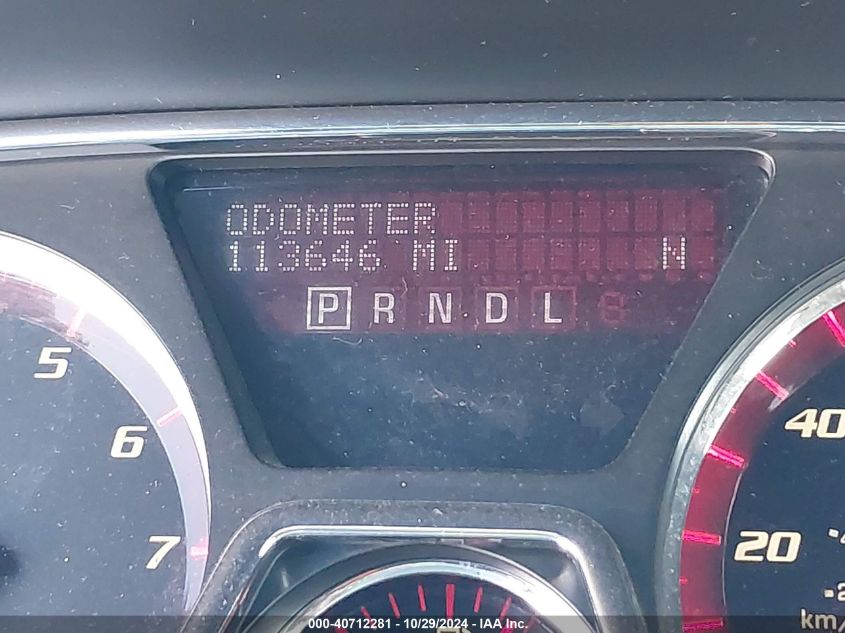 ODOMETER
113646 MI N
P R N D L
5
6
7
40
20
km/
000-40712281 - 10/29/2024 - IAA Inc.